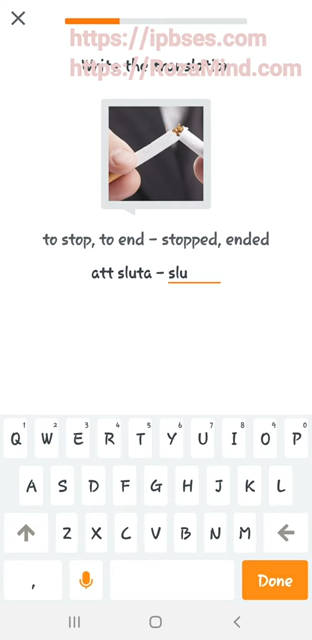 https://ipbses.com
Write the translation
https://RozaMind.com
to stop, to end – stopped, ended
att sluta – slu
1 2 3 4 5 6 7 8 9 0
Q W E R T Y U I O P
A S D F G H J K L
Z X C V B N M
, Done